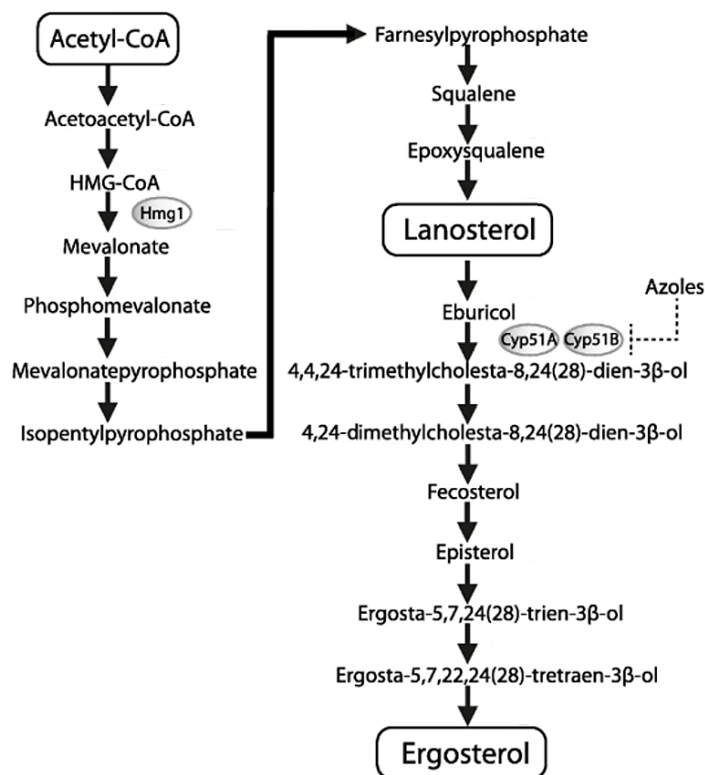 Acetyl-CoA
Acetoacetyl-CoA
HMG-CoA
Hmg1
Mevalonate
Phosphomevalonate
Mevalonatepyrophosphate
Isopentylpyrophosphate
Farnesylpyrophosphate
Squalene
Epoxysqualene
Lanosterol
Eburicol
Azoles
Cyp51A Cyp51B
4,4,24-trimethylcholesta-8,24(28)-dien-3β-ol
4,24-dimethylcholesta-8,24(28)-dien-3β-ol
Fecosterol
Episterol
Ergosta-5,7,24(28)-trien-3β-ol
Ergosta-5,7,22,24(28)-tretraen-3β-ol
Ergosterol